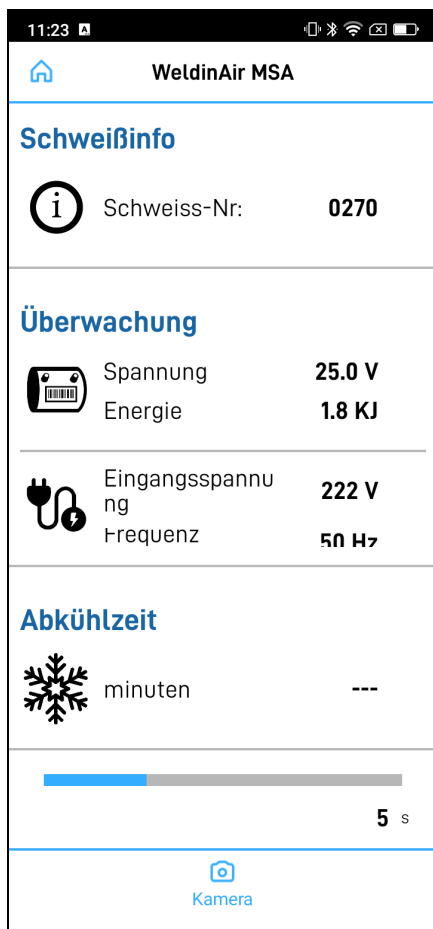 11:23
WeldinAir MSA
Schweißinfo
Schweiss-Nr: 0270
Überwachung
Spannung 25.0 V
Energie 1.8 KJ
Eingangsspannu
ng 222 V
Frequenz 50 Hz
Abkühlzeit
minuten ---
5 s
Kamera